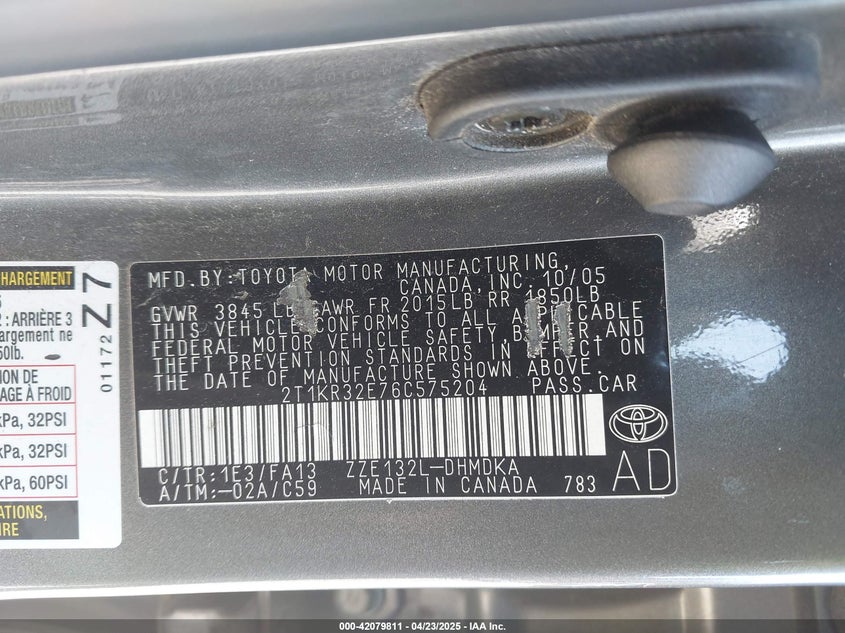 CHARGEMENT
: ARRIÈRE 3
chargement ne
50lb.
Z7
01172
ION DE
AGE À FROID
kPa, 32PSI
kPa, 32PSI
kPa, 60PSI
ATIONS,
IRE
MFD.BY:TOYOTA MOTOR MANUFACTURING,
CANADA, INC. 10/05
GVWR 3845 LB GAWR FR 2015LB RR 1850LB
THIS VEHICLE CONFORMS TO ALL APPLICABLE
FEDERAL MOTOR VEHICLE SAFETY, BUMPER AND
THEFT PREVENTION STANDARDS IN EFFECT ON
THE DATE OF MANUFACTURE SHOWN ABOVE.
2T1KR32E76C575204 PASS.CAR
C/TR:1E3/FA13 ZZE132L-DHMDKA
A/TM:-02A/C59 MADE IN CANADA 783
AD
000-42079811 - 04/23/2025 - IAA Inc.